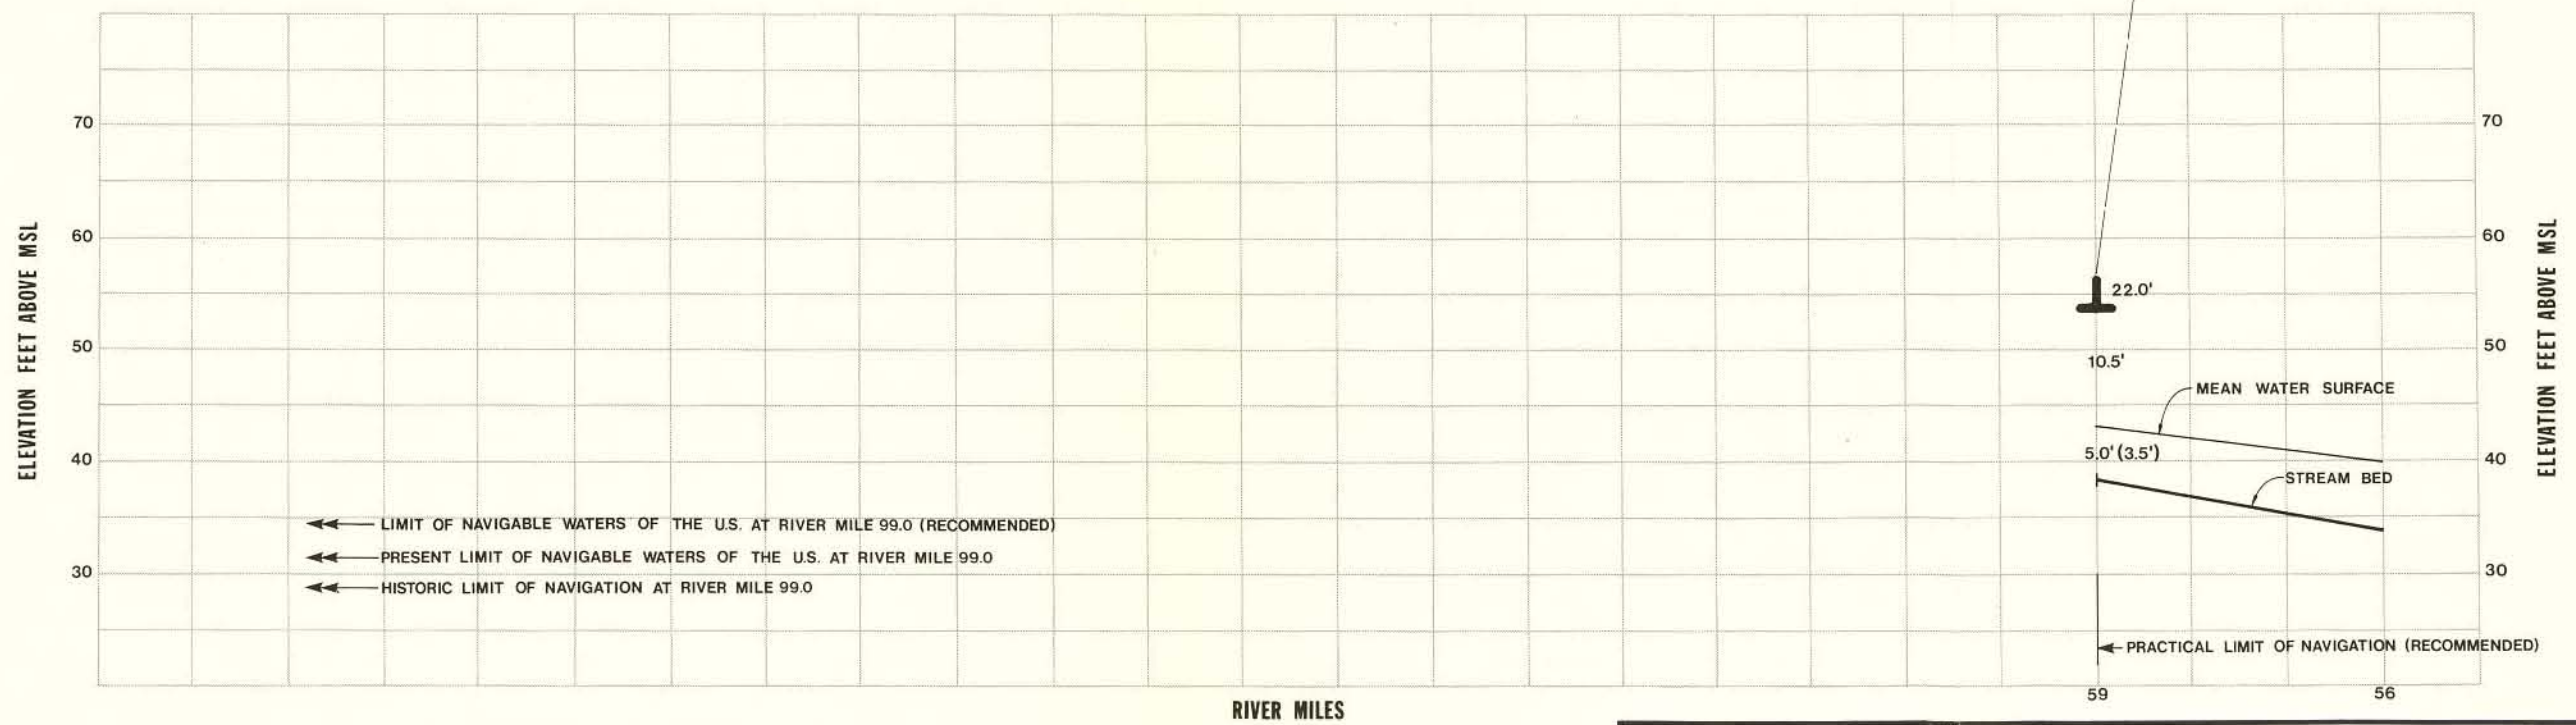 70
70
60
60
ELEVATION FEET ABOVE MSL
ELEVATION FEET ABOVE MSL
22.0'
50
50
10.5'
MEAN WATER SURFACE
40
5.0' (3.5')
40
STREAM BED
LIMIT OF NAVIGABLE WATERS OF THE U.S. AT RIVER MILE 99.0 (RECOMMENDED)
PRESENT LIMIT OF NAVIGABLE WATERS OF THE U.S. AT RIVER MILE 99.0
30
30
HISTORIC LIMIT OF NAVIGATION AT RIVER MILE 99.0
PRACTICAL LIMIT OF NAVIGATION (RECOMMENDED)
59
56
RIVER MILES